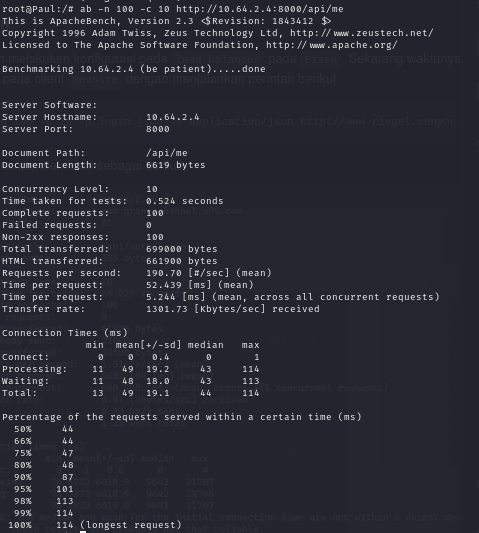 root@Paul:/# ab -n 100 -c 10 http://10.64.2.4:8000/api/me
This is ApacheBench, Version 2.3 <$Revision: 1843412 $>
Copyright 1996 Adam Twiss, Zeus Technology Ltd, http://www.zeustech.net/
Licensed to The Apache Software Foundation, http://www.apache.org/

Benchmarking 10.64.2.4 (be patient).....done

Server Software:
Server Hostname:        10.64.2.4
Server Port:            8000

Document Path:          /api/me
Document Length:        6619 bytes

Concurrency Level:      10
Time taken for tests:   0.524 seconds
Complete requests:      100
Failed requests:        0
Non-2xx responses:      100
Total transferred:      699000 bytes
HTML transferred:       661900 bytes
Requests per second:    190.70 [#/sec] (mean)
Time per request:       52.439 [ms] (mean)
Time per request:       5.244 [ms] (mean, across all concurrent requests)
Transfer rate:          1301.73 [Kbytes/sec] received

Connection Times (ms)
              min  mean[+/-sd] median   max
Connect:        0    0   0.4      0       1
Processing:    11   49  19.2     43     114
Waiting:       11   48  18.0     43     113
Total:         13   49  19.1     44     114

Percentage of the requests served within a certain time (ms)
  50%     44
  66%     44
  75%     47
  80%     48
  90%     87
  95%    101
  98%    113
  99%    114
 100%    114 (longest request)